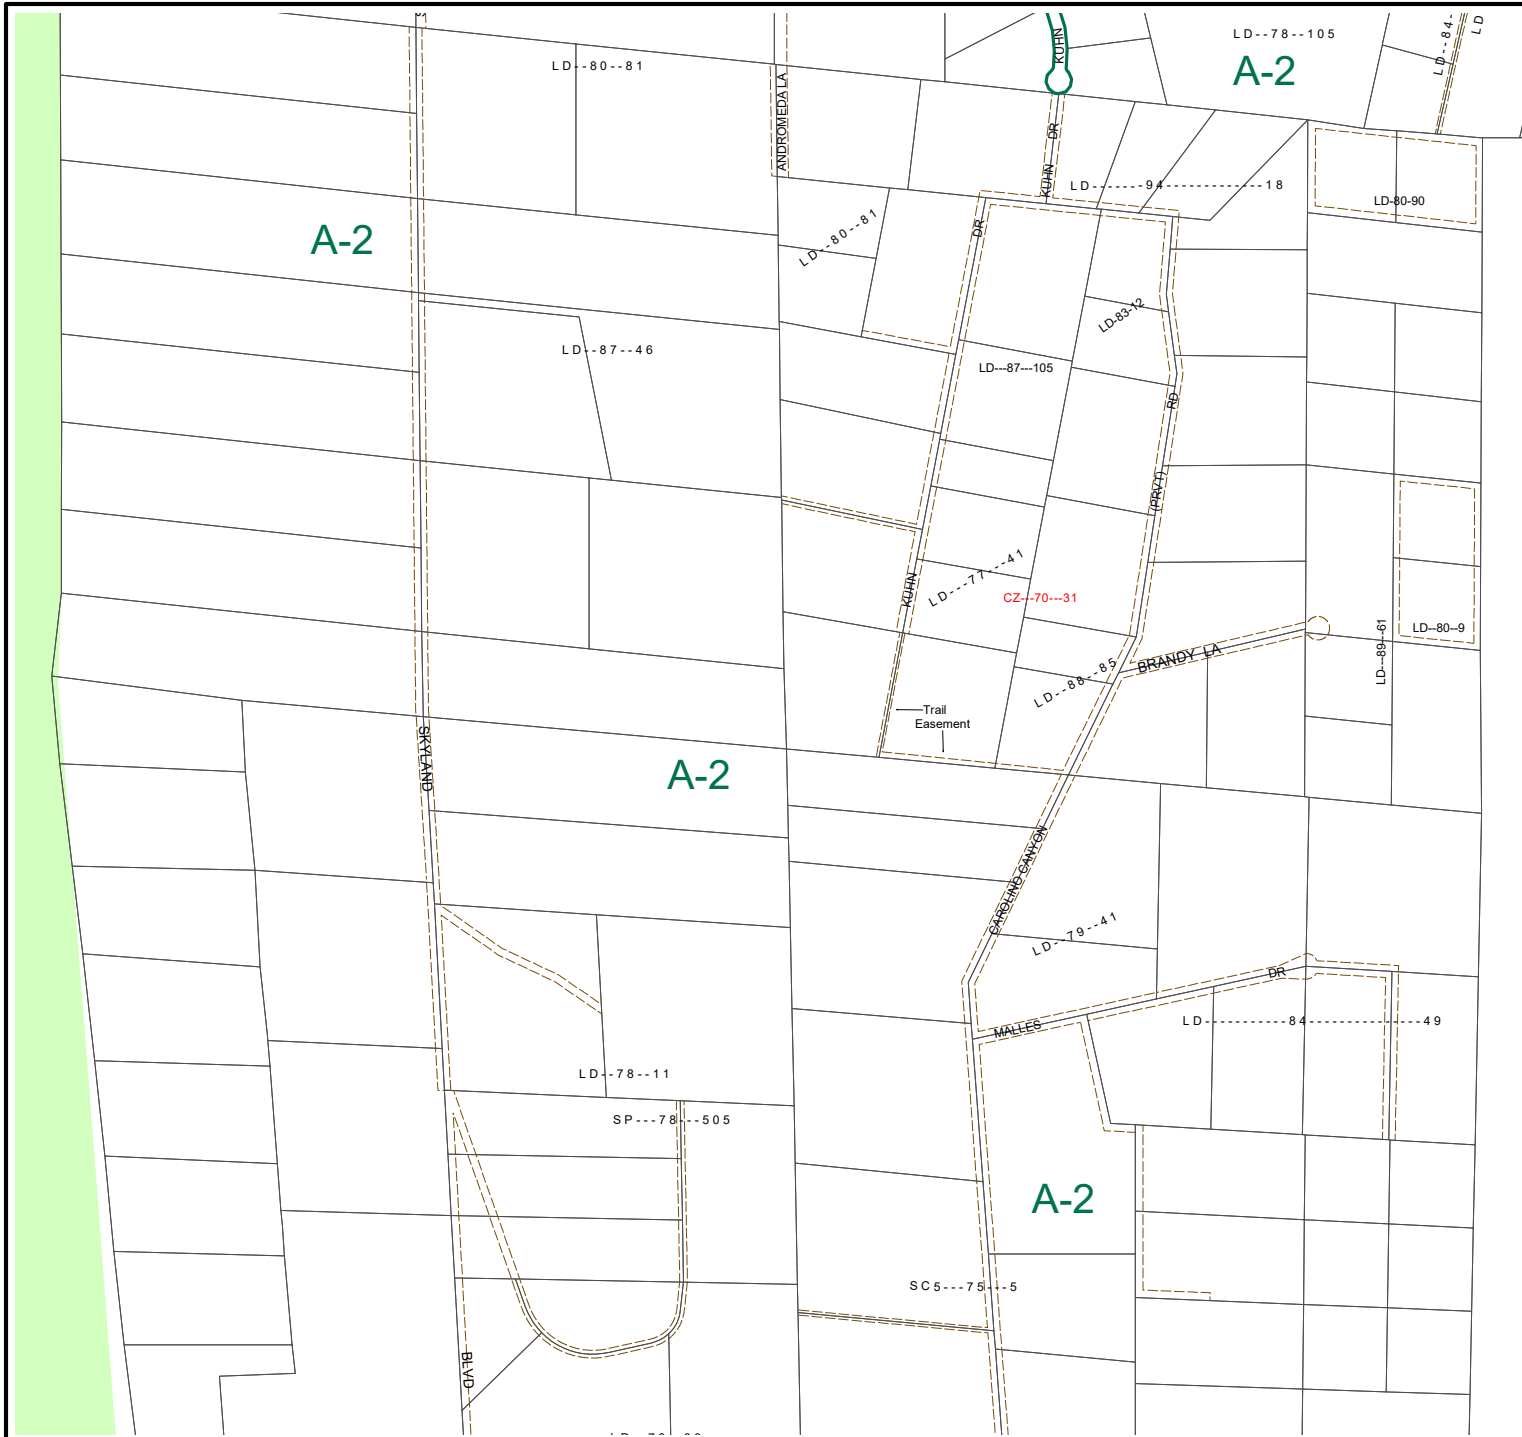 LD--78--105
A-2
KUHN
LD--84-
LD
LD--80--81
ANDROMEDA LA
DR
KUHN
LD-------94--------------18
LD-80-90
LD--80--81
DR
A-2
LD-83-12
LD--87--46
LD---87---105
RD
(PRVT)
LD---77---41
KUHN
CZ---70---31
LD---89---61
LD--80--9
BRANDY LA
LD--88--85
Trail
Easement
SKYLAND
A-2
CAROLINO CANYON
LD--79--41
DR
MALLES
LD-----------84---------------49
LD--78--11
SP---78---505
A-2
SC5---75---5
BLVD